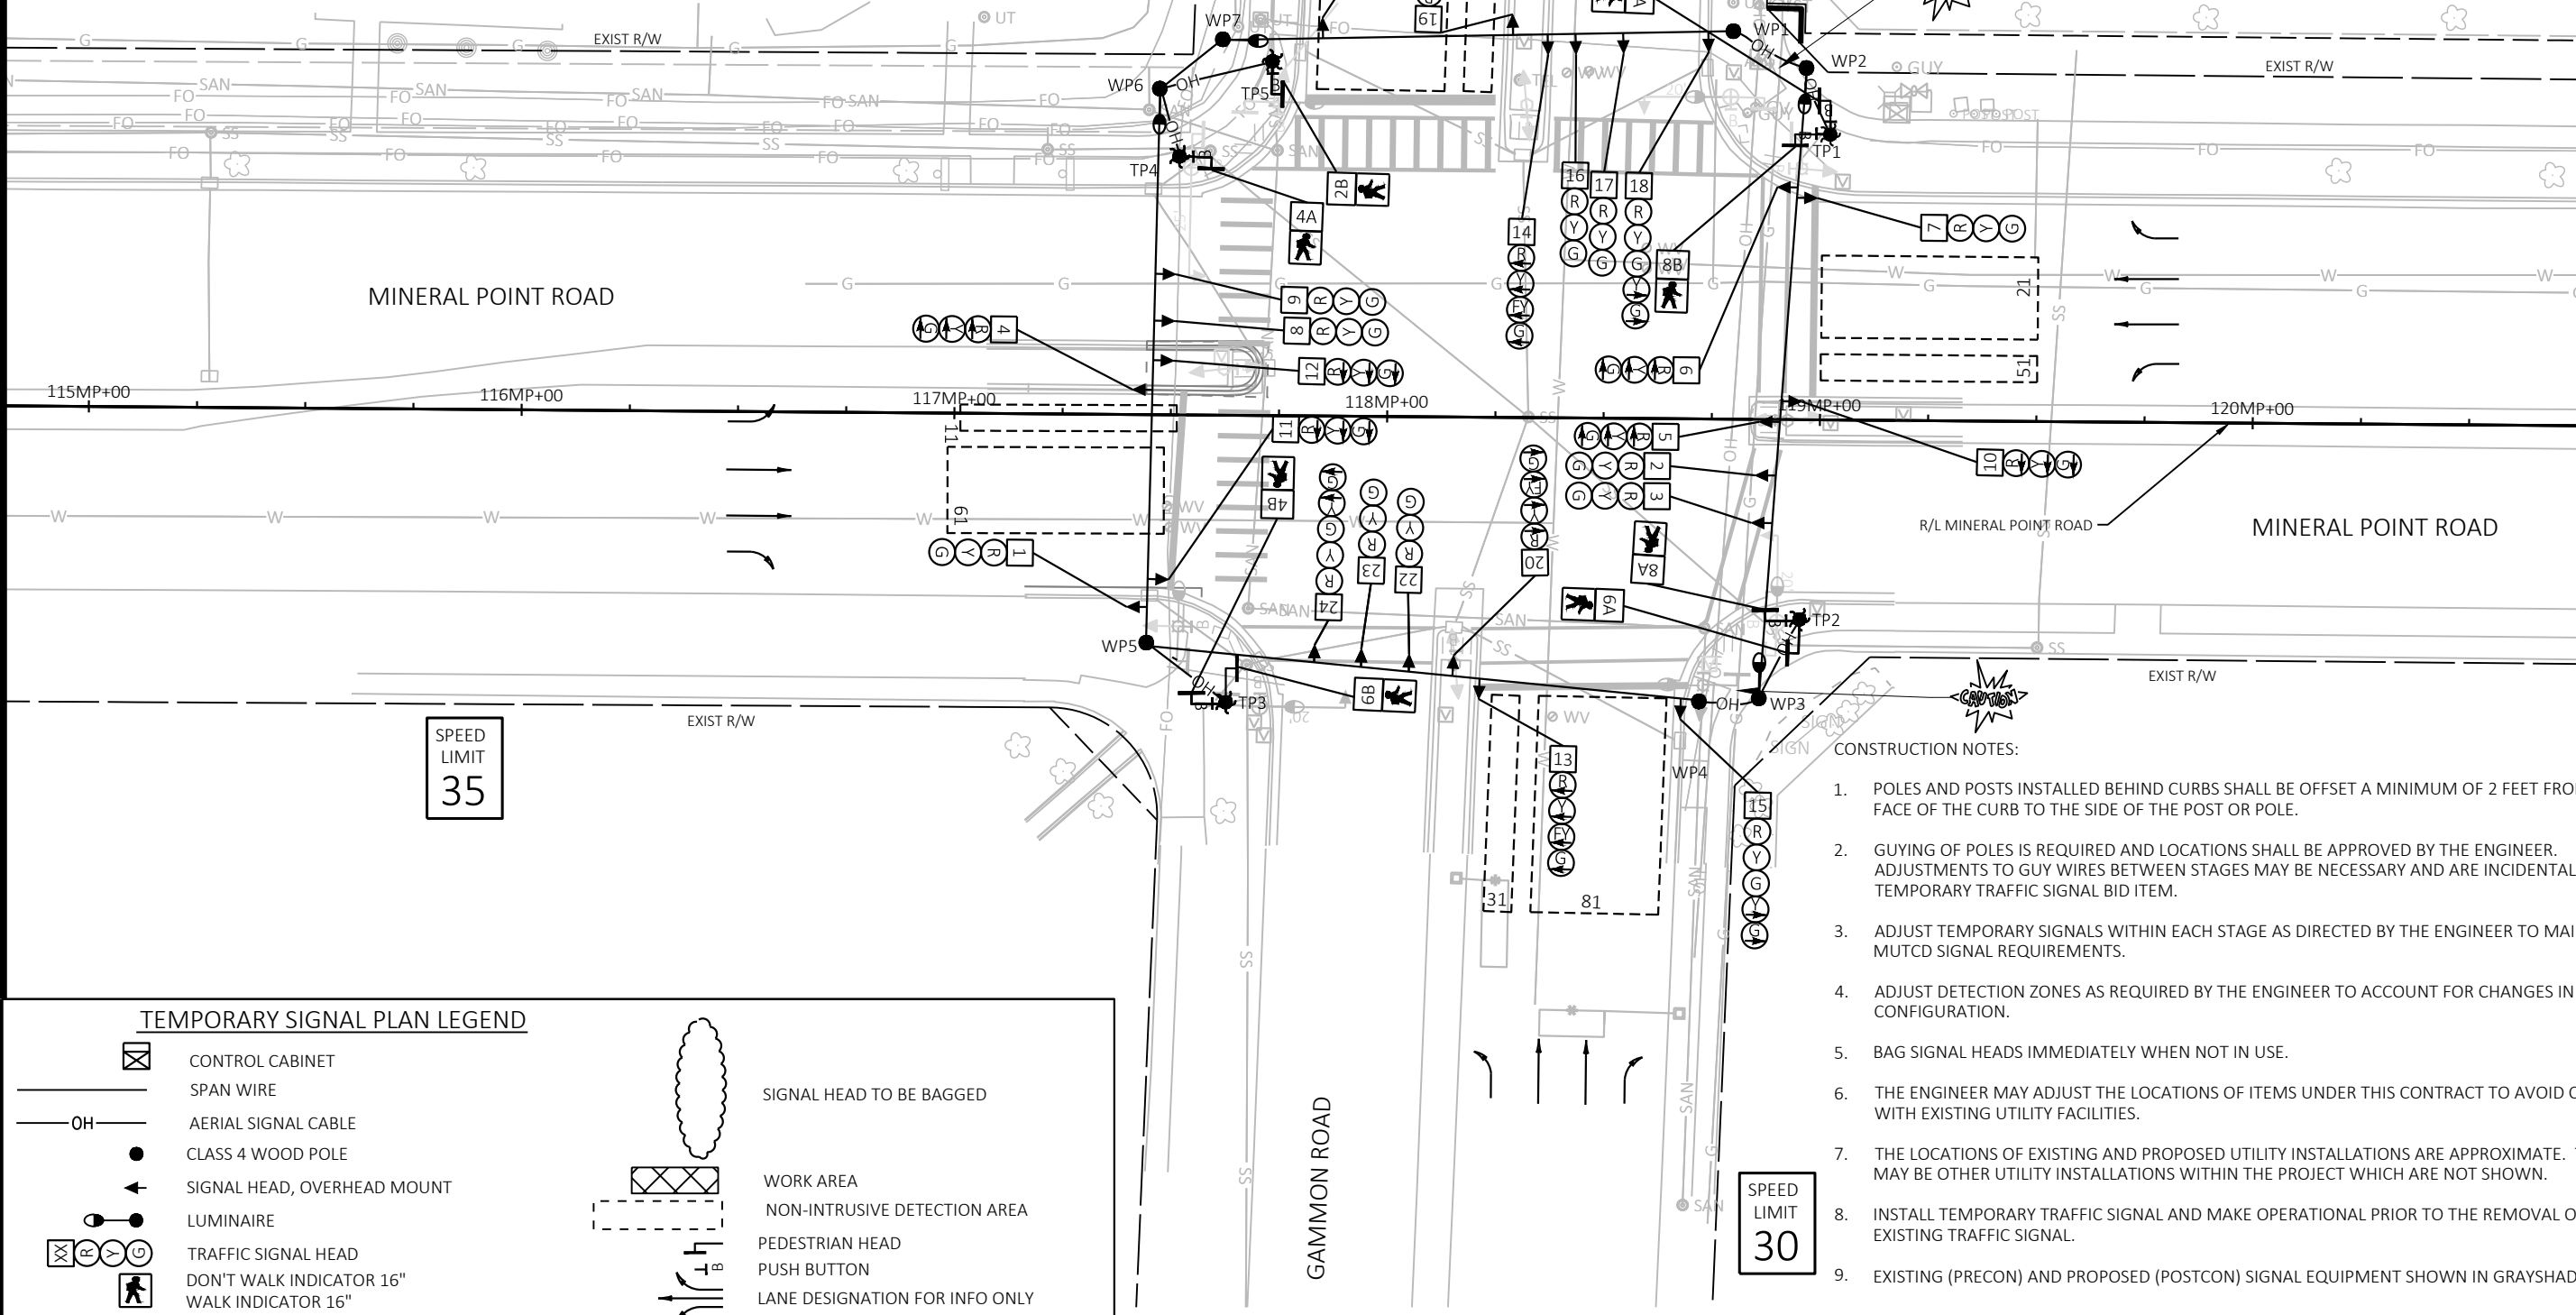 WP7
WP1
WP2
WP6
TP5
TP4
TP1
UT
EXIST R/W
EXIST R/W
GUY
19
2B
4A
16 R Y G
17 R Y G
18 R Y G Y G
14 R Y FY G
8B
7 R Y G
MINERAL POINT ROAD
9 R Y G
8 R Y G
12 R Y G
4 R Y G
6 R Y G
21
51
115MP+00
116MP+00
117MP+00
118MP+00
119MP+00
120MP+00
11
61
11 R Y G
5 R Y G
2 R Y G
3 R Y G
10 R Y G
4B
1 R Y G
24 R Y G Y G
23 R Y G
22 R Y G
20 R Y FY G
8A
6A
R/L MINERAL POINT ROAD
MINERAL POINT ROAD
WP5
TP3
TP2
6B
WP3
WP4
CAUTION
EXIST R/W
EXIST R/W
SIGN
SIGN
SPEED
LIMIT
35
13 R Y FY G
15 R Y G Y G
31
81
GAMMON ROAD
SPEED
LIMIT
30
CONSTRUCTION NOTES:
1. POLES AND POSTS INSTALLED BEHIND CURBS SHALL BE OFFSET A MINIMUM OF 2 FEET
FACE OF THE CURB TO THE SIDE OF THE POST OR POLE.
2. GUYING OF POLES IS REQUIRED AND LOCATIONS SHALL BE APPROVED BY THE ENGINEER.
ADJUSTMENTS TO GUY WIRES BETWEEN STAGES MAY BE NECESSARY AND ARE INCIDENTAL
TEMPORARY TRAFFIC SIGNAL BID ITEM.
3. ADJUST TEMPORARY SIGNALS WITHIN EACH STAGE AS DIRECTED BY THE ENGINEER TO
MUTCD SIGNAL REQUIREMENTS.
4. ADJUST DETECTION ZONES AS REQUIRED BY THE ENGINEER TO ACCOUNT FOR CHANGES IN
CONFIGURATION.
5. BAG SIGNAL HEADS IMMEDIATELY WHEN NOT IN USE.
6. THE ENGINEER MAY ADJUST THE LOCATIONS OF ITEMS UNDER THIS CONTRACT TO AVOID
WITH EXISTING UTILITY FACILITIES.
7. THE LOCATIONS OF EXISTING AND PROPOSED UTILITY INSTALLATIONS ARE APPROXIMATE.
MAY BE OTHER UTILITY INSTALLATIONS WITHIN THE PROJECT WHICH ARE NOT SHOWN.
8. INSTALL TEMPORARY TRAFFIC SIGNAL AND MAKE OPERATIONAL PRIOR TO THE REMOVAL
EXISTING TRAFFIC SIGNAL.
9. EXISTING (PRECON) AND PROPOSED (POSTCON) SIGNAL EQUIPMENT SHOWN IN
TEMPORARY SIGNAL PLAN LEGEND
CONTROL CABINET
SPAN WIRE
OH AERIAL SIGNAL CABLE
CLASS 4 WOOD POLE
SIGNAL HEAD, OVERHEAD MOUNT
LUMINAIRE
XX R Y G TRAFFIC SIGNAL HEAD
DON'T WALK INDICATOR 16"
WALK INDICATOR 16"
SIGNAL HEAD TO BE BAGGED
WORK AREA
NON-INTRUSIVE DETECTION AREA
PEDESTRIAN HEAD
B PUSH BUTTON
LANE DESIGNATION FOR INFO ONLY